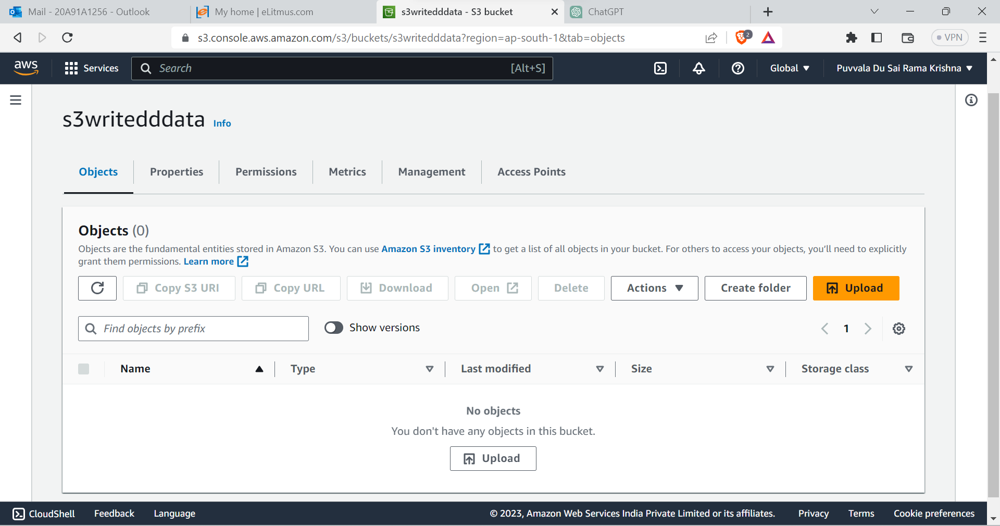 Mail - 20A91A1256 - Outlook
My home | eLitmus.com
s3writedddata - S3 bucket
ChatGPT
s3.console.aws.amazon.com/s3/buckets/s3writedddata?region=ap-south-1&tab=objects
2
VPN
aws
Services
Search
[Alt+S]
Global
Puvvala Du Sai Rama Krishna
s3writedddata
Info
Objects
Properties
Permissions
Metrics
Management
Access Points
Objects (0)
Objects are the fundamental entities stored in Amazon S3. You can use Amazon S3 inventory to get a list of all objects in your bucket. For others to access your objects, you'll need to explicitly
grant them permissions. Learn more
Copy S3 URI
Copy URL
Download
Open
Delete
Actions
Create folder
Upload
Find objects by prefix
Show versions
1
Name
Type
Last modified
Size
Storage class
No objects
You don't have any objects in this bucket.
Upload
CloudShell
Feedback
Language
© 2023, Amazon Web Services India Private Limited or its affiliates.
Privacy
Terms
Cookie preferences